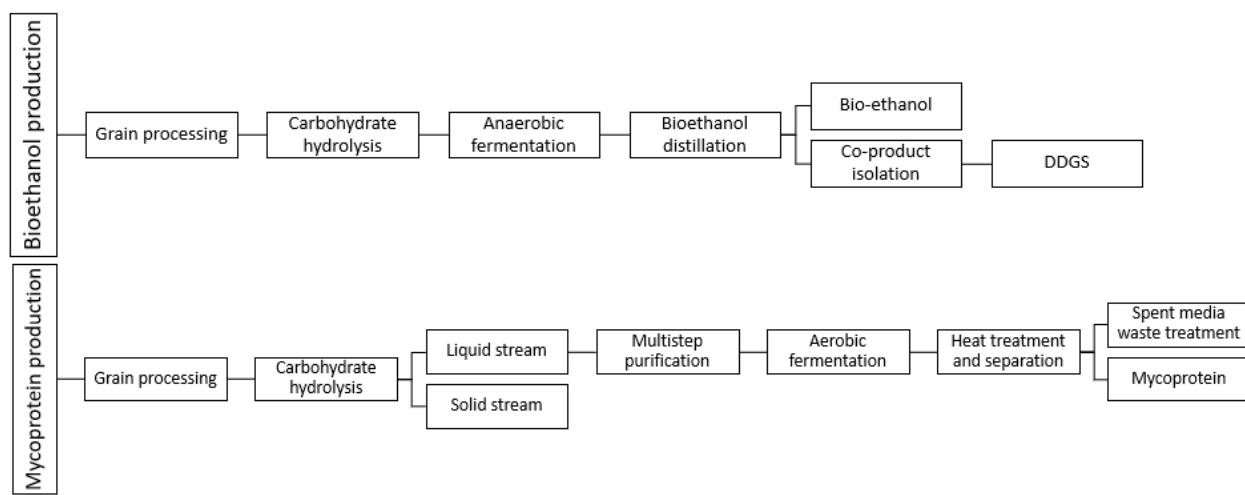 Bioethanol production
Grain processing
Carbohydrate
hydrolysis
Anaerobic
fermentation
Bioethanol
distillation
Bio-ethanol
Co-product
isolation
DDGS
Mycoprotein production
Grain processing
Carbohydrate
hydrolysis
Liquid stream
Solid stream
Multistep
purification
Aerobic
fermentation
Heat treatment
and separation
Spent media
waste treatment
Mycoprotein